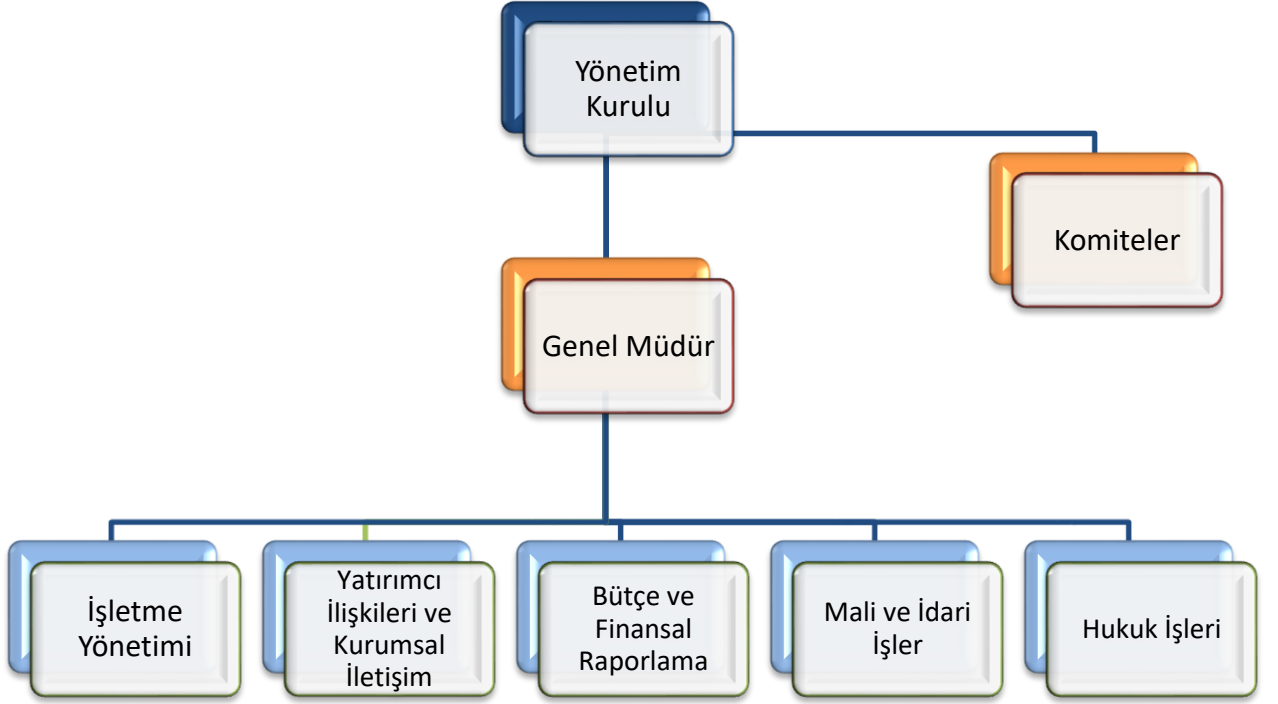 Yönetim
Kurulu
Komiteler
Genel Müdür
İşletme
Yönetimi
Yatırımcı
İlişkileri ve
Kurumsal
İletişim
Bütçe ve
Finansal
Raporlama
Mali ve İdari
İşler
Hukuk İşleri